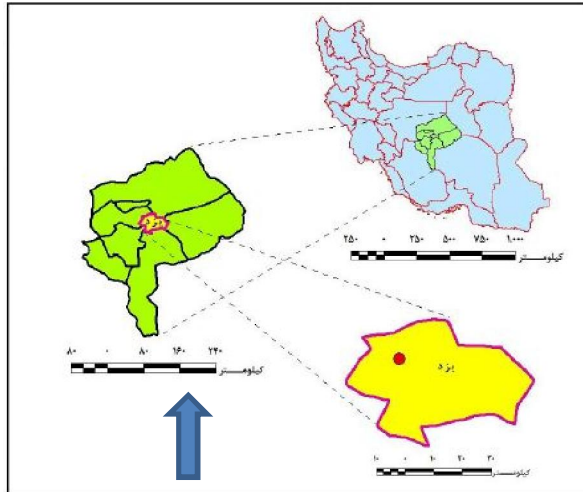 ۲۵۰ ۰ ۲۵۰ ۵۰۰ ۷۵۰ ۱,۰۰۰
کیلومتر
یزد
۸۰ ۰ ۸۰ ۱۶۰ ۲۴۰
کیلومتر
یزد
۱۰ ۰ ۱۰ ۲۰ ۳۰
کیلومتر